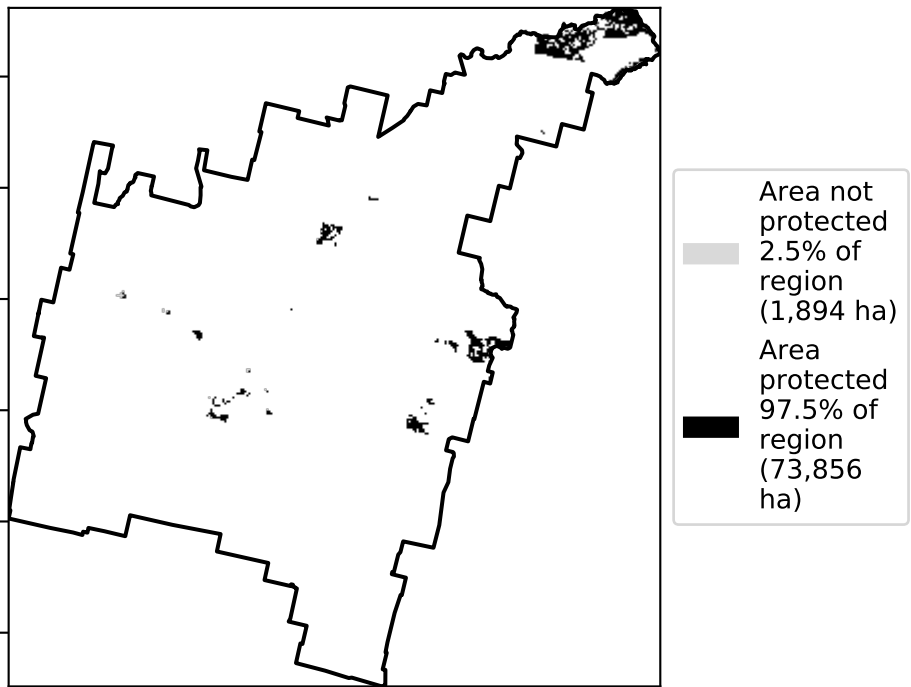 Area not
protected
2.5% of
region
(1,894 ha)
Area
protected
97.5% of
region
(73,856
ha)